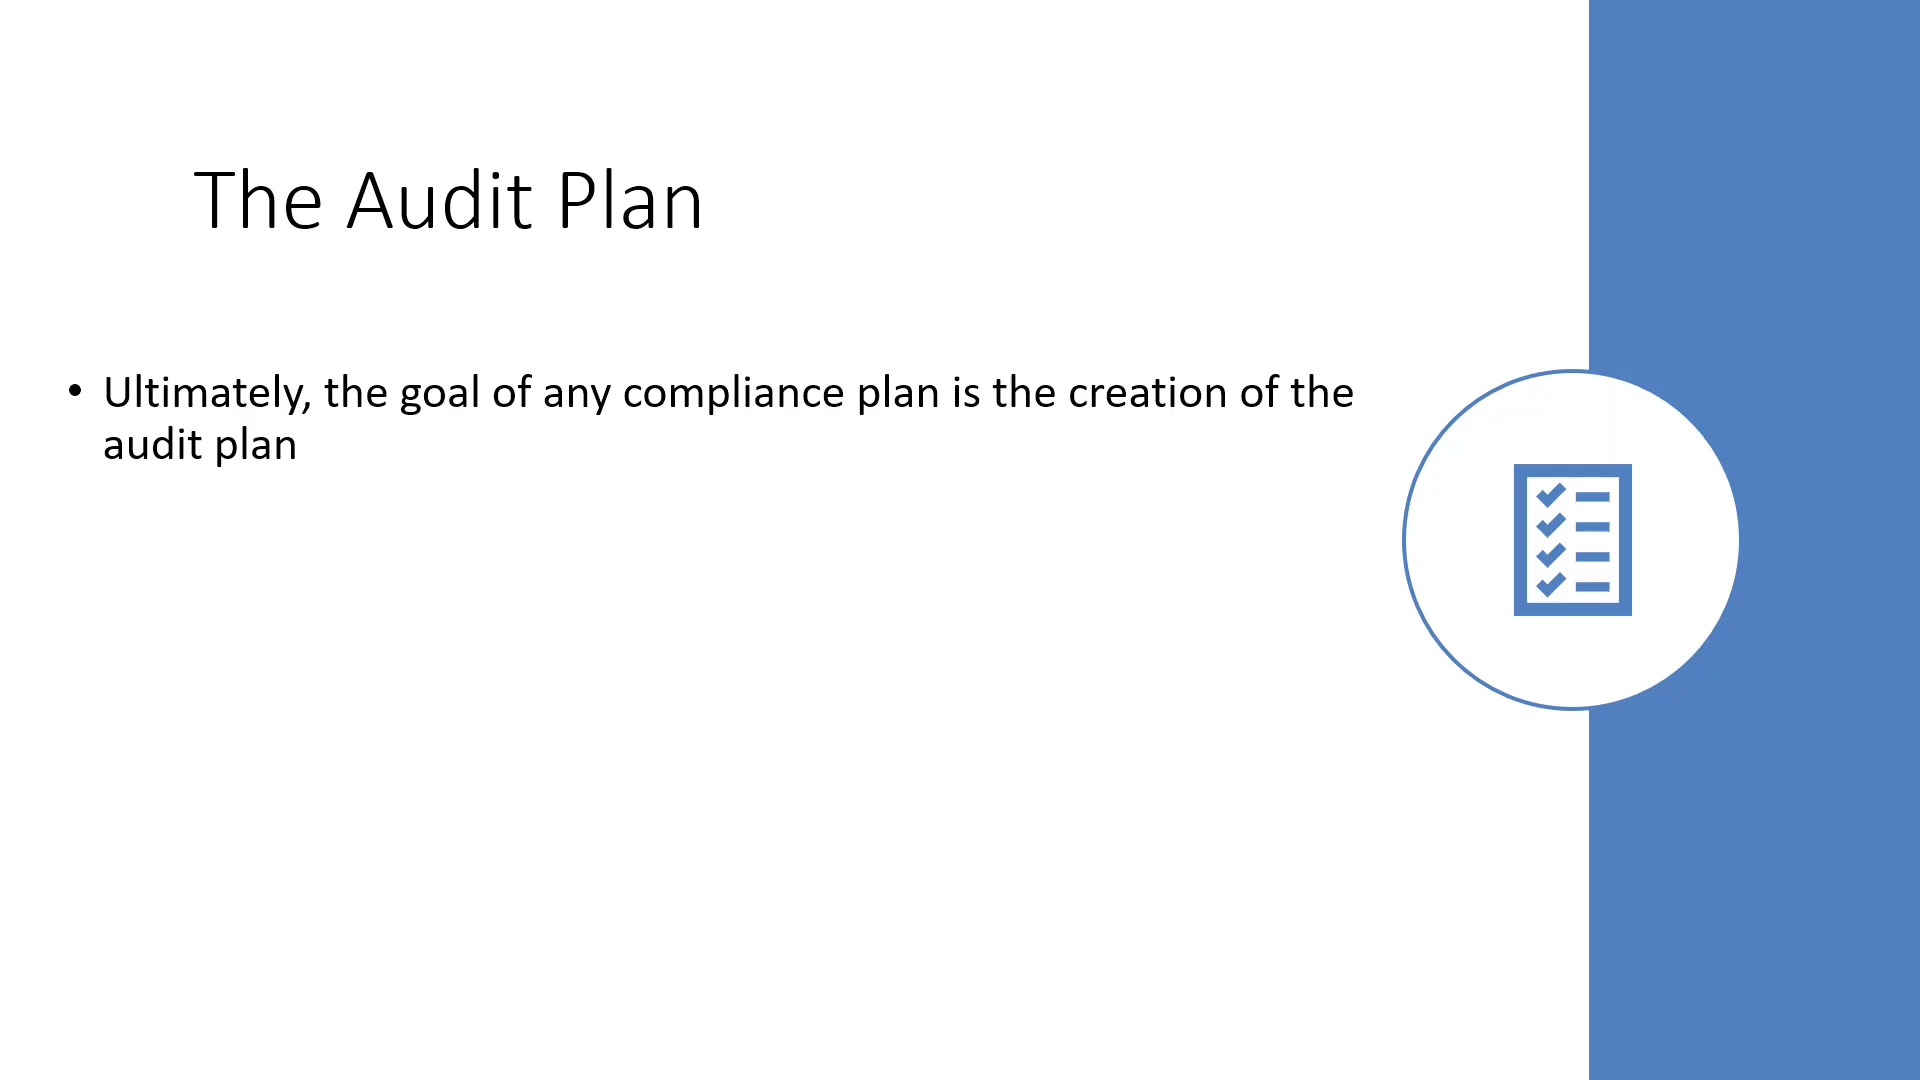 The Audit Plan
• Ultimately, the goal of any compliance plan is the creation of the
audit plan